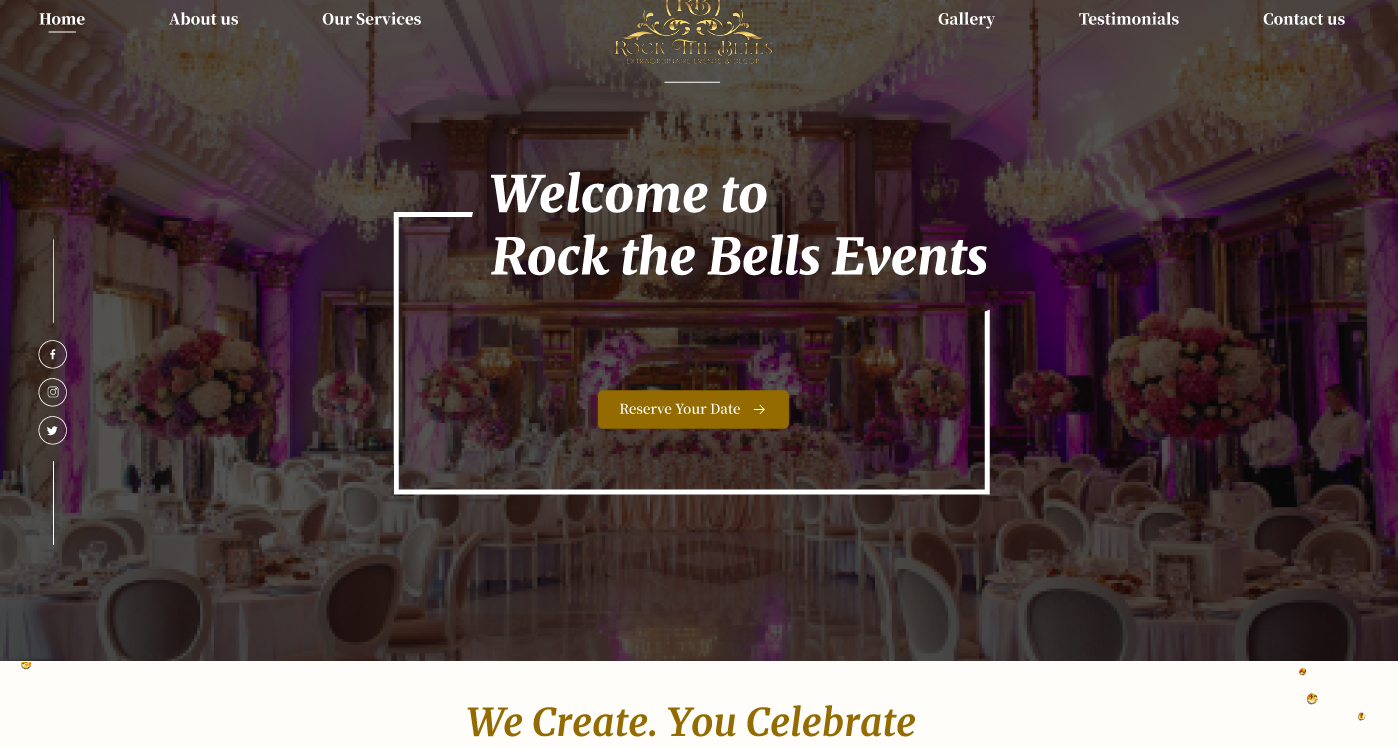 Home
About us
Our Services
RB
ROCK THE BELLS
EXTRAORDINAIRE EVENTS & DECOR
Gallery
Testimonials
Contact us
Welcome to
Rock the Bells Events
Reserve Your Date
We Create. You Celebrate